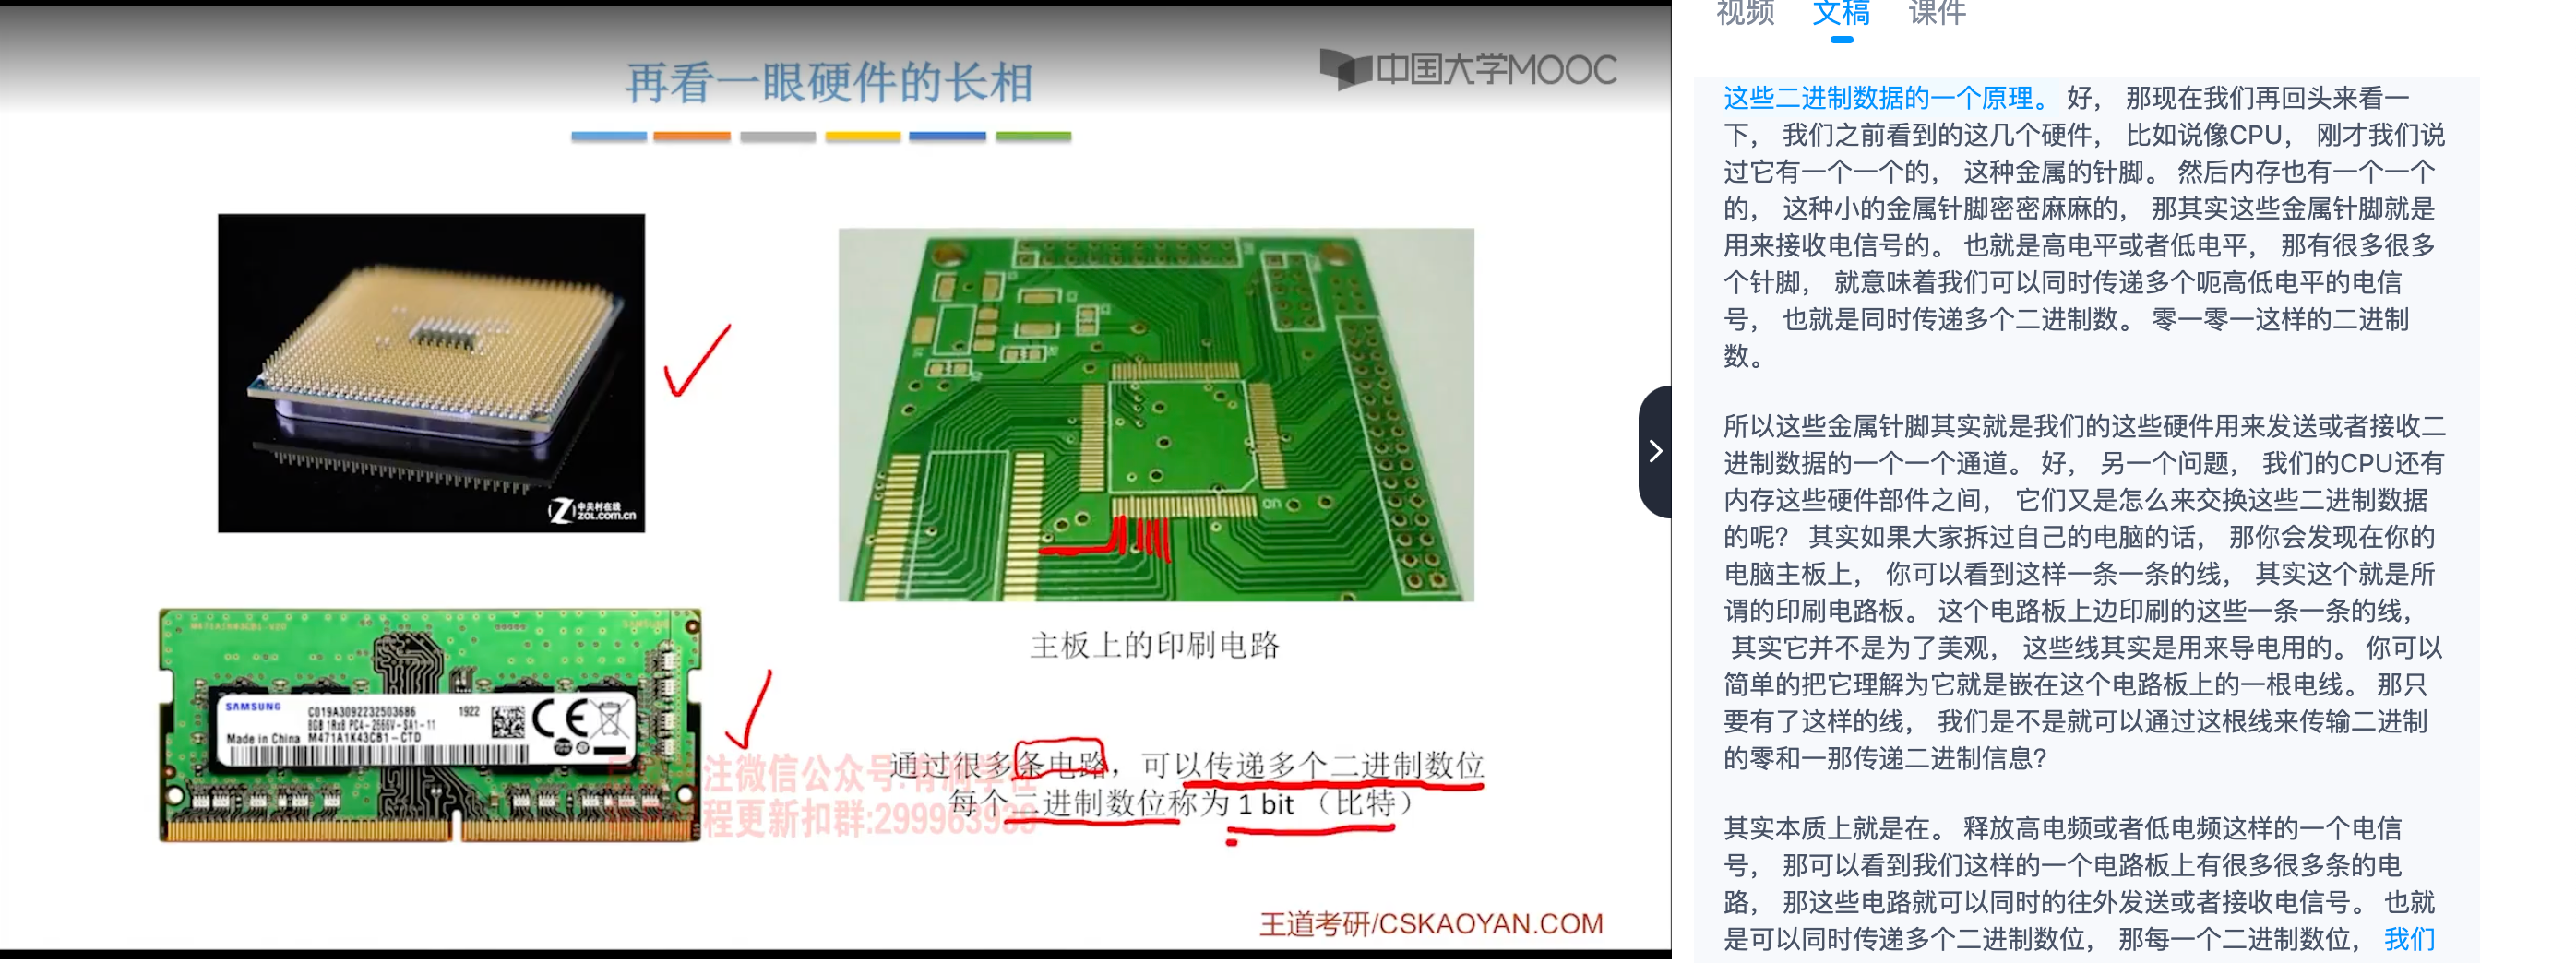 再看一眼硬件的长相
中国大学MOOC
中关村在线
zol.com.cn
主板上的印刷电路
SAMSUNG
C019A3092232503686
1922
8GB 1Rx8 PC4-2666V-SA1-11
Made in China M471A1K43CB1-CTD
CE
注微信公众号:有
程更新扣群:299963939
通过很多条电路，可以传递多个二进制数位
每个二进制数位称为 1 bit （比特）
王道考研/CSKAOYAN.COM
视频 文稿 课件
这些二进制数据的一个原理。 好， 那现在我们再回头来看一
下， 我们之前看到的这几个硬件， 比如说像CPU， 刚才我们说
过它有一个一个的， 这种金属的针脚。 然后内存也有一个一个
的， 这种小的金属针脚密密麻麻的， 那其实这些金属针脚就是
用来接收电信号的。 也就是高电平或者低电平， 那有很多很多
个针脚， 就意味着我们可以同时传递多个呃高低电平的电信
号， 也就是同时传递多个二进制数。 零一零一这样的二进制
数。
所以这些金属针脚其实就是我们的这些硬件用来发送或者接收二
进制数据的一个一个通道。 好， 另一个问题， 我们的CPU还有
内存这些硬件部件之间， 它们又是怎么来交换这些二进制数据
的呢？ 其实如果大家拆过自己的电脑的话， 那你会发现在你的
电脑主板上， 你可以看到这样一条一条的线， 其实这个就是所
谓的印刷电路板。 这个电路板上边印刷的这些一条一条的线，
其实它并不是为了美观， 这些线其实是用来导电用的。 你可以
简单的把它理解为它就是嵌在这个电路板上的一根电线。 那只
要有了这样的线， 我们是不是就可以通过这根线来传输二进制
的零和一那传递二进制信息？
其实本质上就是在。 释放高电频或者低电频这样的一个电信
号， 那可以看到我们这样的一个电路板上有很多很多条的电
路， 那这些电路就可以同时的往外发送或者接收电信号。 也就
是可以同时传递多个二进制数位， 那每一个二进制数位， 我们